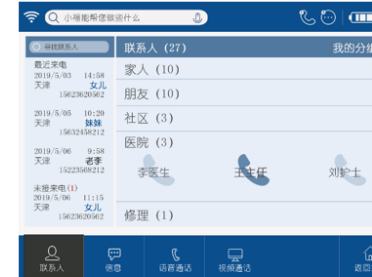 小福能帮您做些什么
寻找联系人
联系人 (27)
我的分组
最近来电
2019/5/03 14:58
天津 女儿
15623620562
2019/5/05 10:20
天津 妹妹
15632458212
2019/5/06 9:58
天津 老李
15223568212
未接来电(1)
2019/5/06 11:15
天津 女儿
15623620562
家人 (10)
朋友 (10)
社区 (3)
医院 (3)
李医生
王主任
刘护士
修理 (1)
联系人
信息
语音通话
视频通话
返回